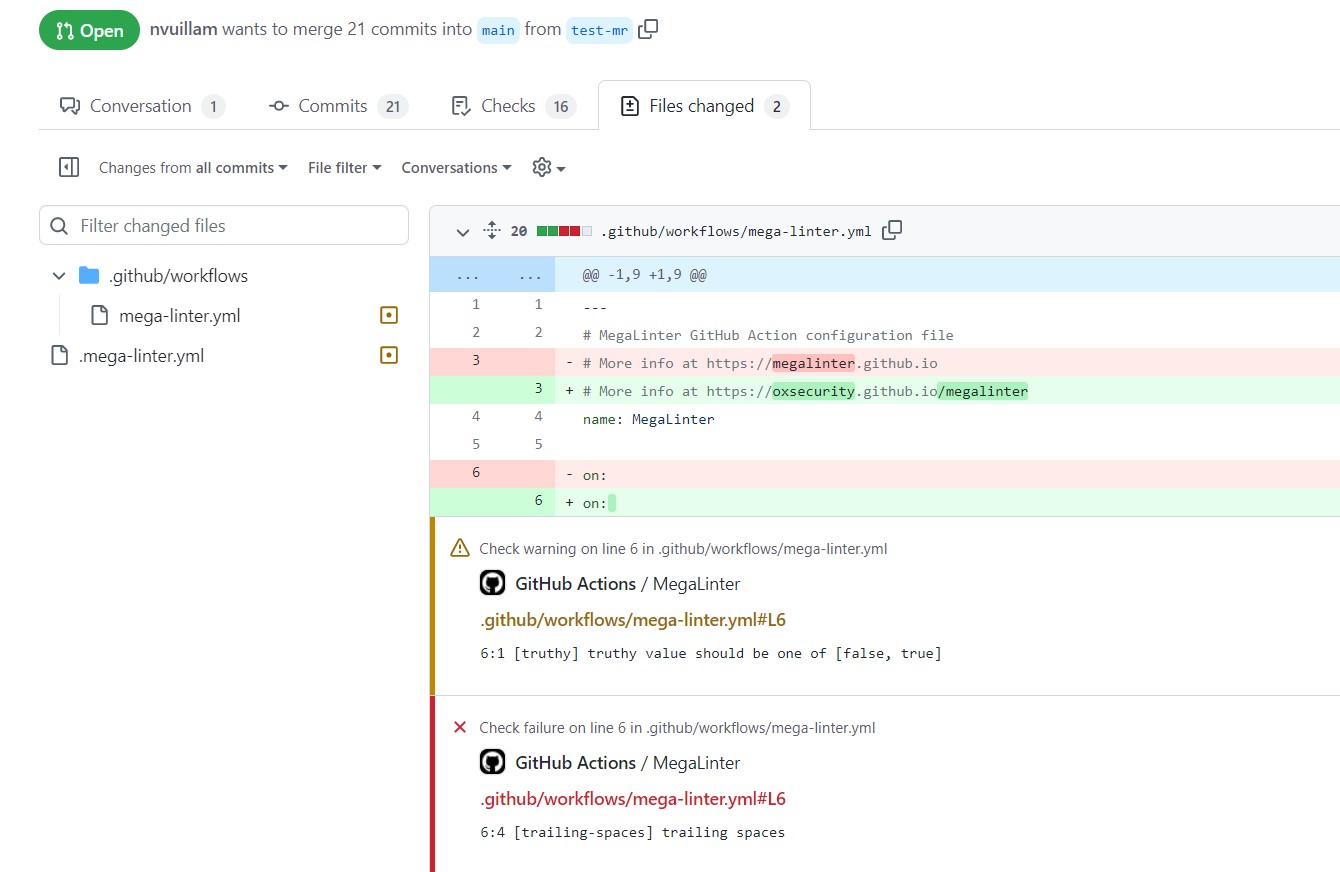 Open nvuillam wants to merge 21 commits into main from test-mr
Conversation 1 Commits 21 Checks 16 Files changed 2
Changes from all commits File filter Conversations
Filter changed files
.github/workflows
mega-linter.yml
.mega-linter.yml
20 .github/workflows/mega-linter.yml
... ... @@ -1,9 +1,9 @@
1 1 ---
2 2 # MegaLinter GitHub Action configuration file
3 - # More info at https://megalinter.github.io
3 + # More info at https://oxsecurity.github.io/megalinter
4 4 name: MegaLinter
5 5
6 - on:
6 + on:
Check warning on line 6 in .github/workflows/mega-linter.yml
GitHub Actions / MegaLinter
.github/workflows/mega-linter.yml#L6
6:1 [truthy] truthy value should be one of [false, true]
Check failure on line 6 in .github/workflows/mega-linter.yml
GitHub Actions / MegaLinter
.github/workflows/mega-linter.yml#L6
6:4 [trailing-spaces] trailing spaces